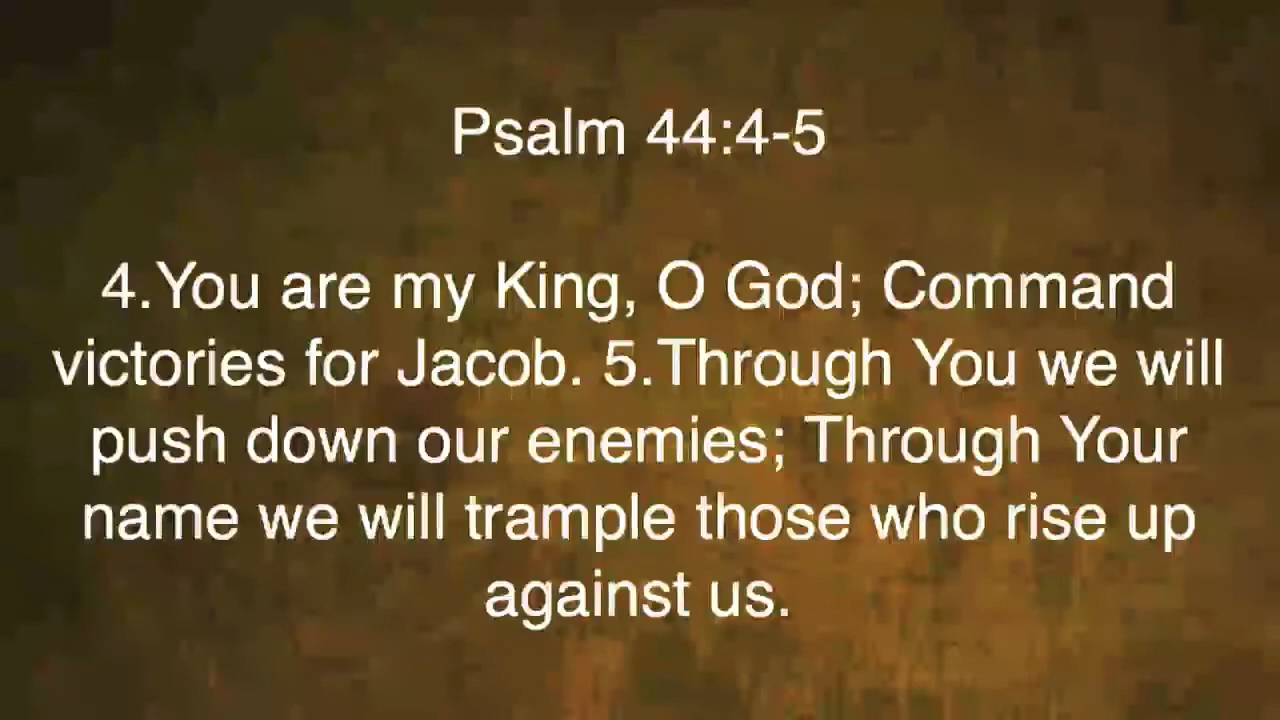 Psalm 44:4-5
4.You are my King, O God; Command
victories for Jacob. 5.Through You we will
push down our enemies; Through Your
name we will trample those who rise up
against us.